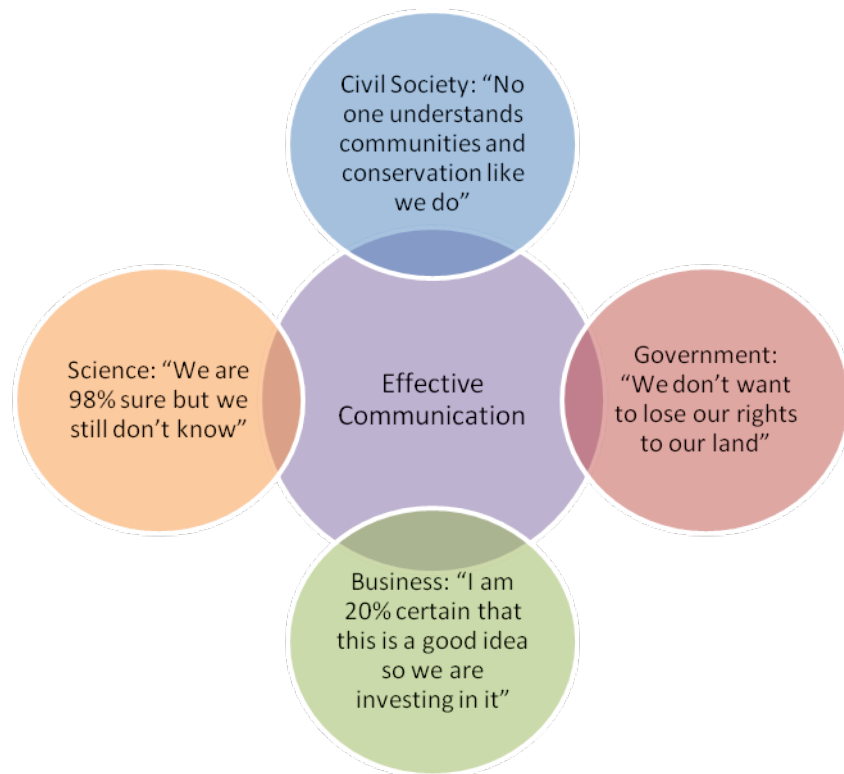 Civil Society: “No
one understands
communities and
conservation like
we do”
Science: “We are
98% sure but we
still don’t know”
Effective
Communication
Government:
“We don’t want
to lose our rights
to our land”
Business: “I am
20% certain that
this is a good idea
so we are
investing in it”